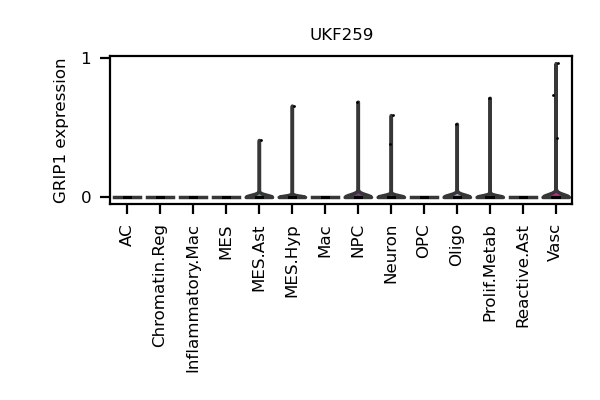 UKF259
GRIP1 expression
1
0
AC
Chromatin.Reg
Inflammatory.Mac
MES
MES.Ast
MES.Hyp
Mac
NPC
Neuron
OPC
Oligo
Prolif.Metab
Reactive.Ast
Vasc